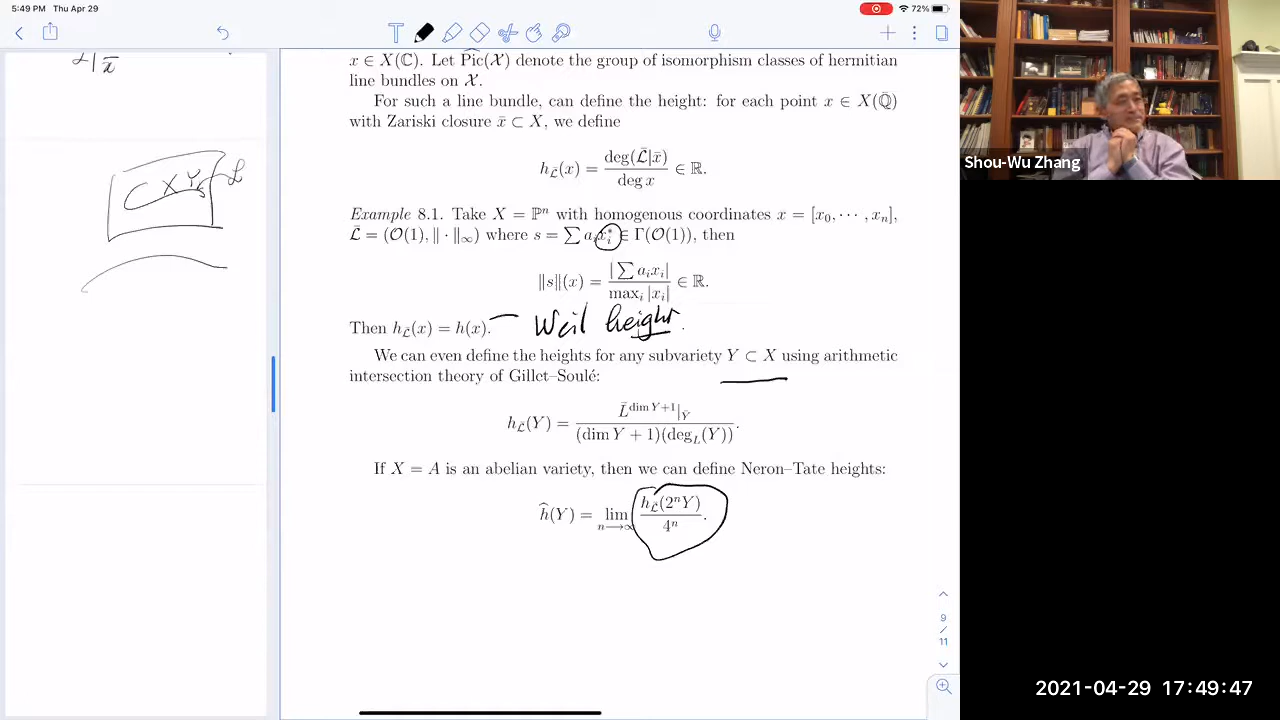 5:49 PM Thu Apr 29
72%
x̄
X Y
L
x ∈ X(ℂ). Let P̂ic(𝒳) denote the group of isomorphism classes of hermitian
line bundles on 𝒳.
For such a line bundle, can define the height: for each point x ∈ X(ℚ̄)
with Zariski closure x̄ ⊂ X, we define
h_ℒ̄(x) = deg(ℒ̄|x̄) / deg x ∈ ℝ.
Example 8.1. Take X = ℙⁿ with homogenous coordinates x = [x₀, ⋯ , xₙ],
ℒ̄ = (𝒪(1), ‖ · ‖_∞) where s = ∑ aᵢxᵢ* ∈ Γ(𝒪(1)), then
‖s‖(x) = |∑ aᵢxᵢ| / maxᵢ |xᵢ| ∈ ℝ.
Then h_ℒ̄(x) = h(x). — Weil height.
We can even define the heights for any subvariety Y ⊂ X using arithmetic
intersection theory of Gillet–Soulé:
h_ℒ̄(Y) = L̄^{dim Y+1}|_Ȳ / (dim Y + 1)(deg_L(Y)).
If X = A is an abelian variety, then we can define Neron–Tate heights:
ĥ(Y) = lim_{n⟶∞} h_ℒ̄(2ⁿY) / 4ⁿ.
9
/
11
Shou-Wu Zhang
2021-04-29 17:49:47